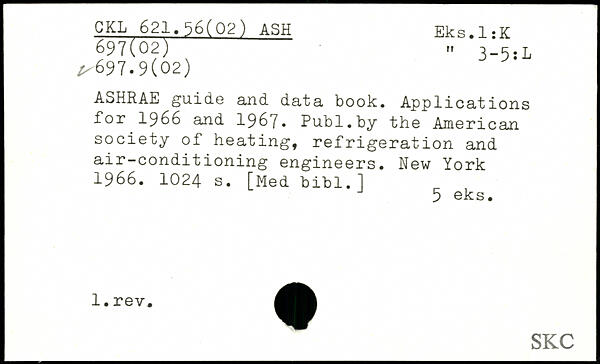 CKL 621.56(02) ASH
Eks.1:K
697(02)
" 3-5:L
697.9(02)
ASHRAE guide and data book. Applications
for 1966 and 1967. Publ.by the American
society of heating, refrigeration and
air-conditioning engineers. New York
1966. 1024 s. [Med bibl.]
5 eks.
1.rev.
SKC